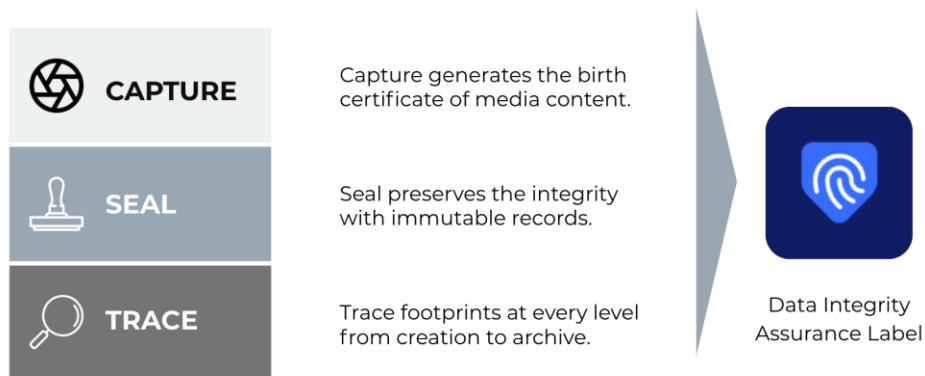 CAPTURE
Capture generates the birth
certificate of media content.
SEAL
Seal preserves the integrity
with immutable records.
TRACE
Trace footprints at every level
from creation to archive.
Data Integrity
Assurance Label